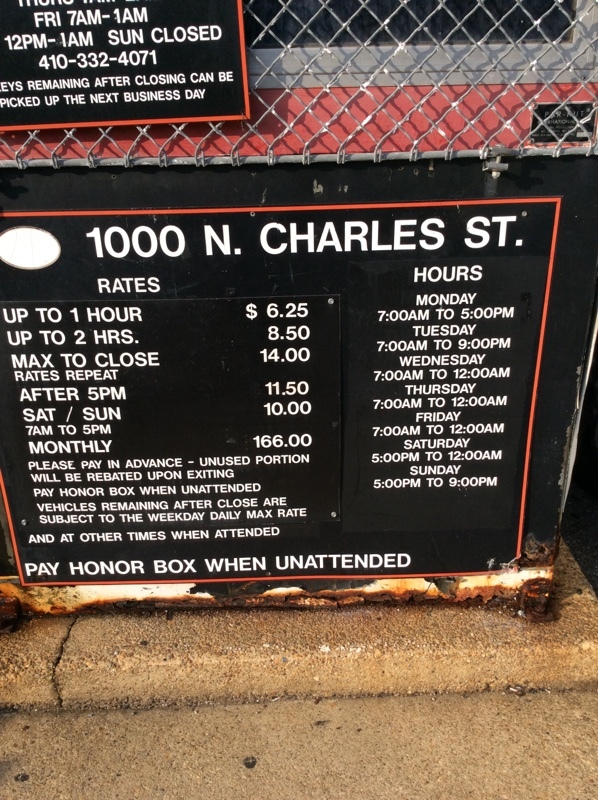 FRI 7AM-1AM
12PM-1AM SUN CLOSED
410-332-4071
KEYS REMAINING AFTER CLOSING CAN BE
PICKED UP THE NEXT BUSINESS DAY
1000 N. CHARLES ST.
RATES
UP TO 1 HOUR $ 6.25
UP TO 2 HRS. 8.50
MAX TO CLOSE 14.00
RATES REPEAT
AFTER 5PM 11.50
SAT / SUN 10.00
7AM TO 5PM
MONTHLY 166.00
PLEASE PAY IN ADVANCE - UNUSED PORTION
WILL BE REBATED UPON EXITING
PAY HONOR BOX WHEN UNATTENDED
VEHICLES REMAINING AFTER CLOSE ARE
SUBJECT TO THE WEEKDAY DAILY MAX RATE
AND AT OTHER TIMES WHEN ATTENDED
PAY HONOR BOX WHEN UNATTENDED
HOURS
MONDAY
7:00AM TO 5:00PM
TUESDAY
7:00AM TO 9:00PM
WEDNESDAY
7:00AM TO 12:00AM
THURSDAY
7:00AM TO 12:00AM
FRIDAY
7:00AM TO 12:00AM
SATURDAY
5:00PM TO 12:00AM
SUNDAY
5:00PM TO 9:00PM